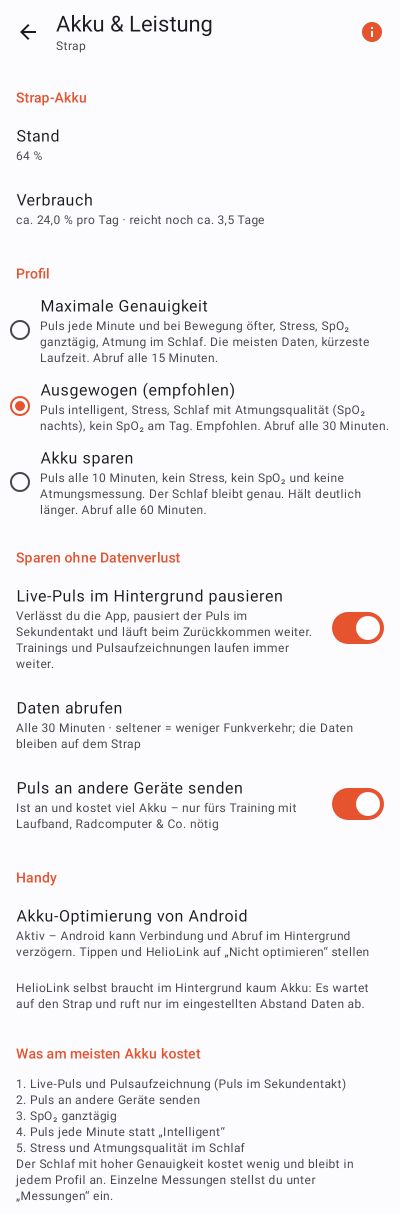 Akku & Leistung
Strap
Strap-Akku
Stand
64 %
Verbrauch
ca. 24,0 % pro Tag · reicht noch ca. 3,5 Tage
Profil
Maximale Genauigkeit
Puls jede Minute und bei Bewegung öfter, Stress, SpO₂
ganztägig, Atmung im Schlaf. Die meisten Daten, kürzeste
Laufzeit. Abruf alle 15 Minuten.
Ausgewogen (empfohlen)
Puls intelligent, Stress, Schlaf mit Atmungsqualität (SpO₂
nachts), kein SpO₂ am Tag. Empfohlen. Abruf alle 30 Minuten.
Akku sparen
Puls alle 10 Minuten, kein Stress, kein SpO₂ und keine
Atmungsmessung. Der Schlaf bleibt genau. Hält deutlich
länger. Abruf alle 60 Minuten.
Sparen ohne Datenverlust
Live-Puls im Hintergrund pausieren
Verlässt du die App, pausiert der Puls im
Sekundentakt und läuft beim Zurückkommen weiter.
Trainings und Pulsaufzeichnungen laufen immer
weiter.
Daten abrufen
Alle 30 Minuten · seltener = weniger Funkverkehr; die Daten
bleiben auf dem Strap
Puls an andere Geräte senden
Ist an und kostet viel Akku – nur fürs Training mit
Laufband, Radcomputer & Co. nötig
Handy
Akku-Optimierung von Android
Aktiv – Android kann Verbindung und Abruf im Hintergrund
verzögern. Tippen und HelioLink auf „Nicht optimieren“ stellen
HelioLink selbst braucht im Hintergrund kaum Akku: Es wartet
auf den Strap und ruft nur im eingestellten Abstand Daten ab.
Was am meisten Akku kostet
1. Live-Puls und Pulsaufzeichnung (Puls im Sekundentakt)
2. Puls an andere Geräte senden
3. SpO₂ ganztägig
4. Puls jede Minute statt „Intelligent“
5. Stress und Atmungsqualität im Schlaf
Der Schlaf mit hoher Genauigkeit kostet wenig und bleibt in
jedem Profil an. Einzelne Messungen stellst du unter
„Messungen“ ein.